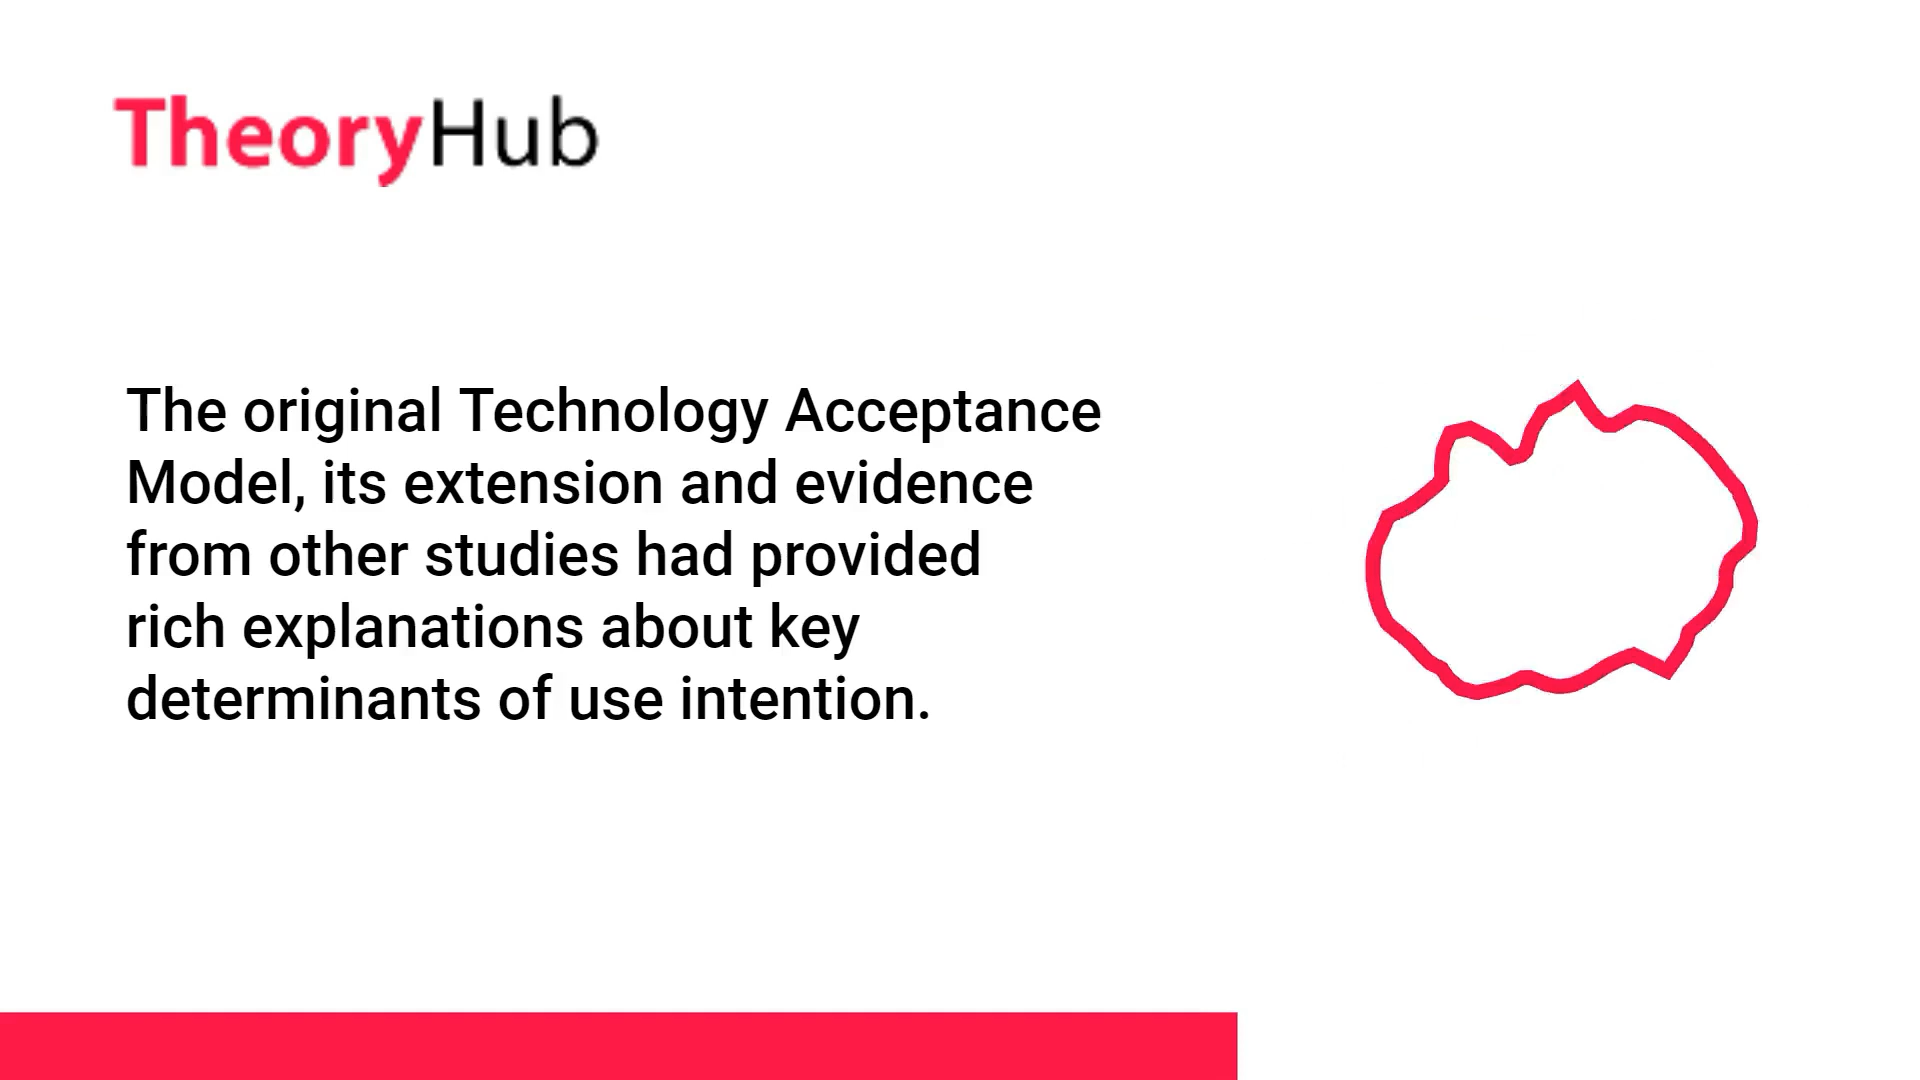 TheoryHub
The original Technology Acceptance
Model, its extension and evidence
from other studies had provided
rich explanations about key
determinants of use intention.